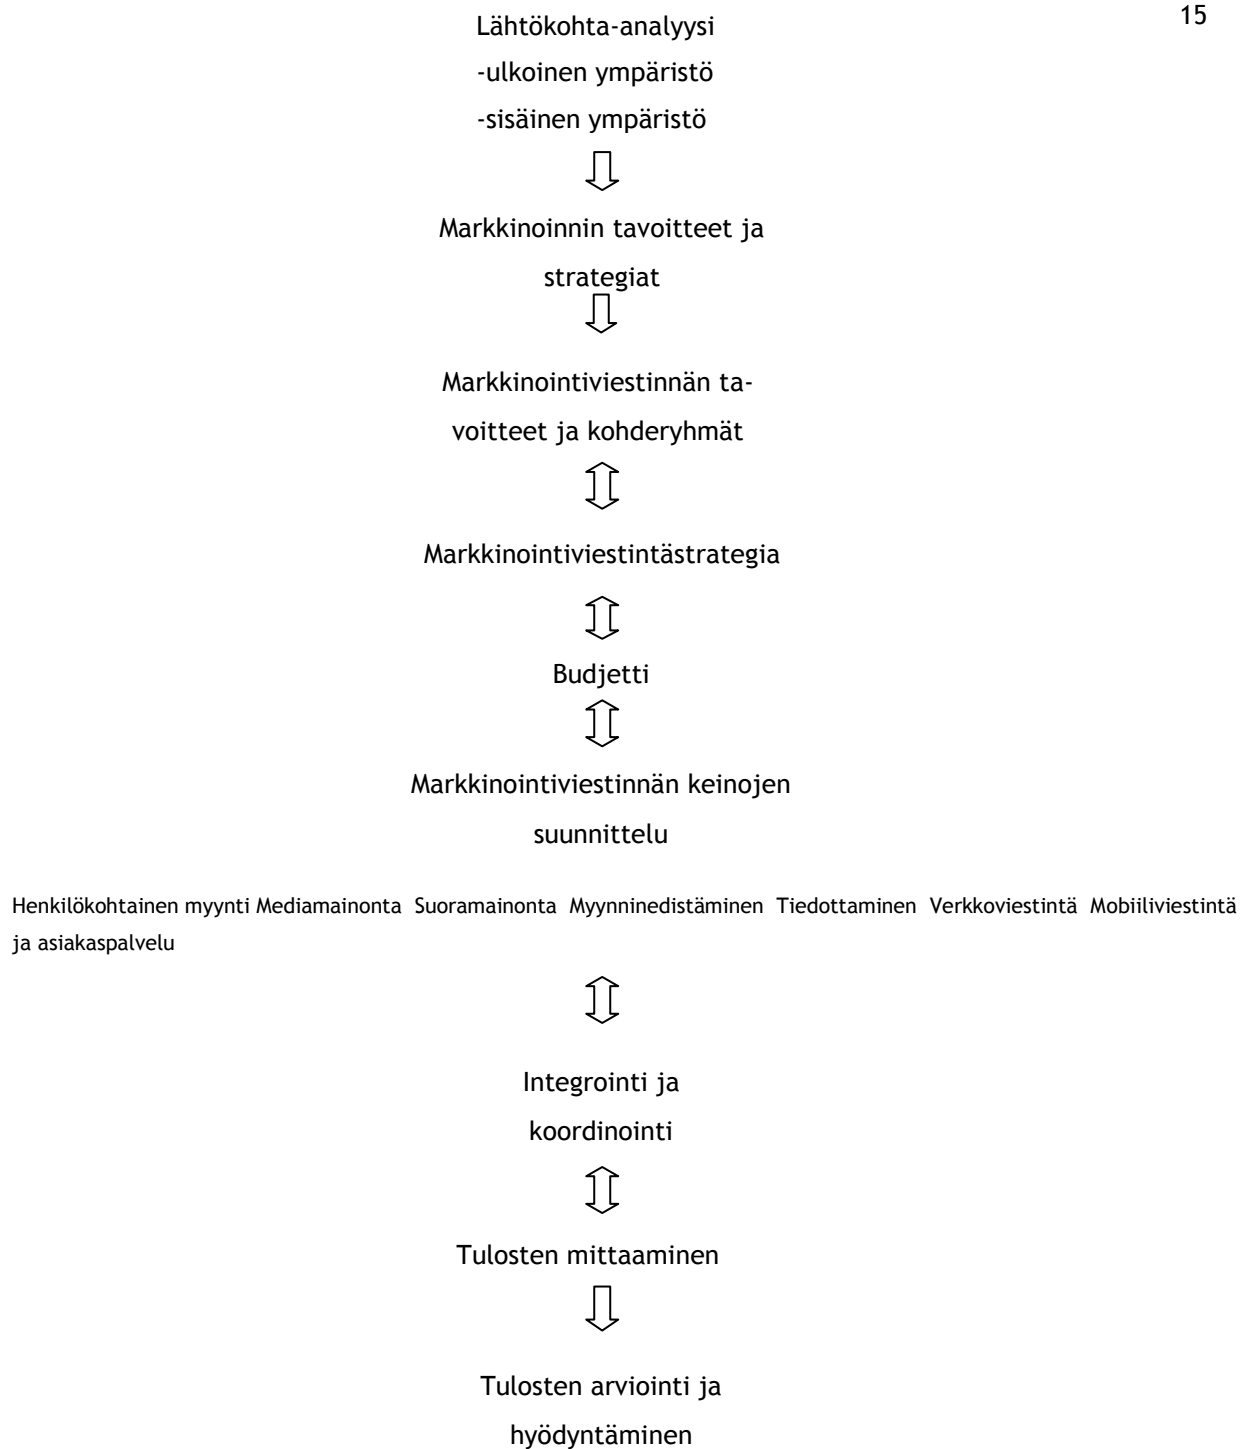 15
Lähtökohta-analyysi
-ulkoinen ympäristö
-sisäinen ympäristö
Markkinoinnin tavoitteet ja
strategiat
Markkinointiviestinnän ta-
voitteet ja kohderyhmät
Markkinointiviestintästrategia
Budjetti
Markkinointiviestinnän keinojen
suunnittelu
Henkilökohtainen myynti Mediamainonta Suoramainonta Myynninedistäminen Tiedottaminen Verkkoviestintä Mobiiliviestintä
ja asiakaspalvelu
Integrointi ja
koordinointi
Tulosten mittaaminen
Tulosten arviointi ja
hyödyntäminen